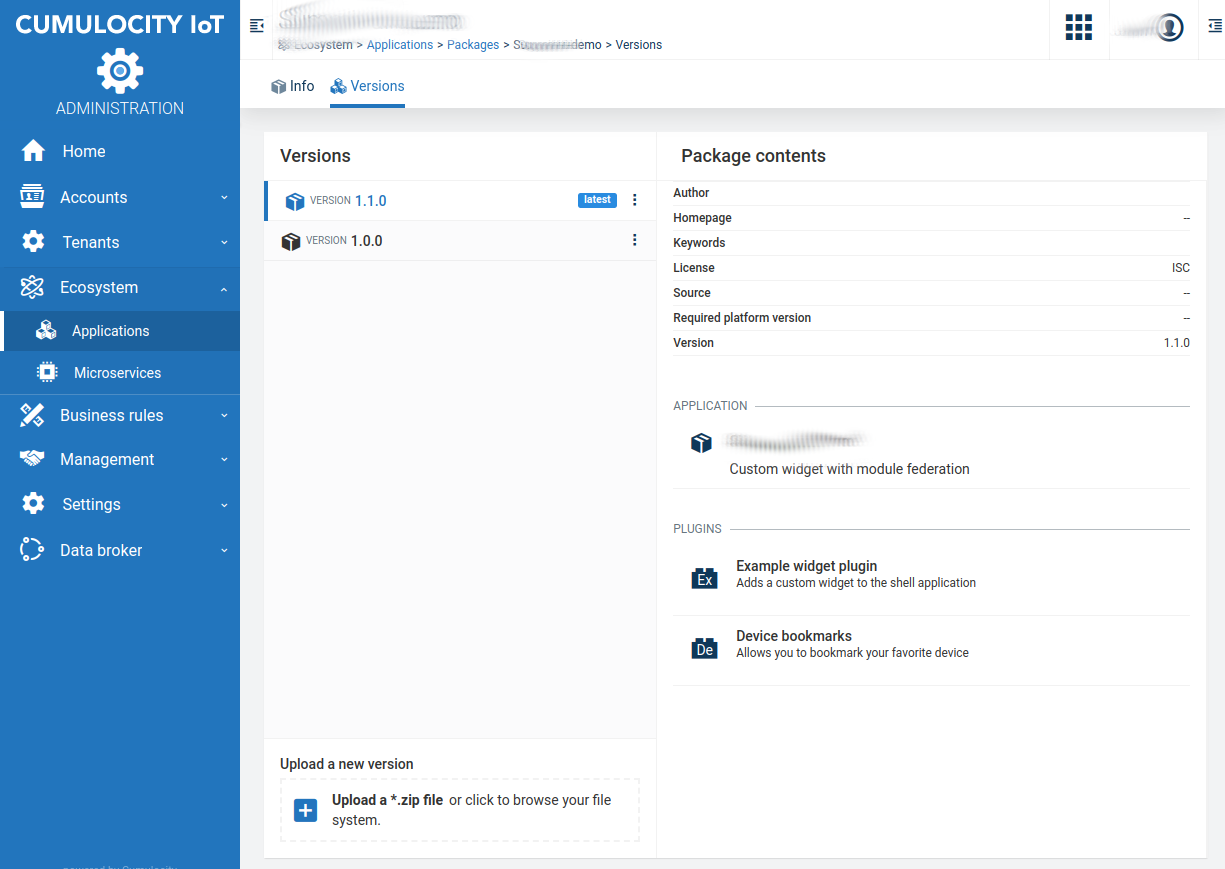 CUMULOCITY IoT
ADMINISTRATION
Home
Accounts
Tenants
Ecosystem
Applications
Microservices
Business rules
Management
Settings
Data broker
powered by Cumulocity
Ecosystem > Applications > Packages > demo > Versions
Info
Versions
Versions
VERSION 1.1.0
latest
VERSION 1.0.0
Upload a new version
Upload a *.zip file or click to browse your file
system.
Package contents
Author
Homepage --
Keywords
License ISC
Source --
Required platform version --
Version 1.1.0
APPLICATION
Custom widget with module federation
PLUGINS
Ex
Example widget plugin
Adds a custom widget to the shell application
De
Device bookmarks
Allows you to bookmark your favorite device